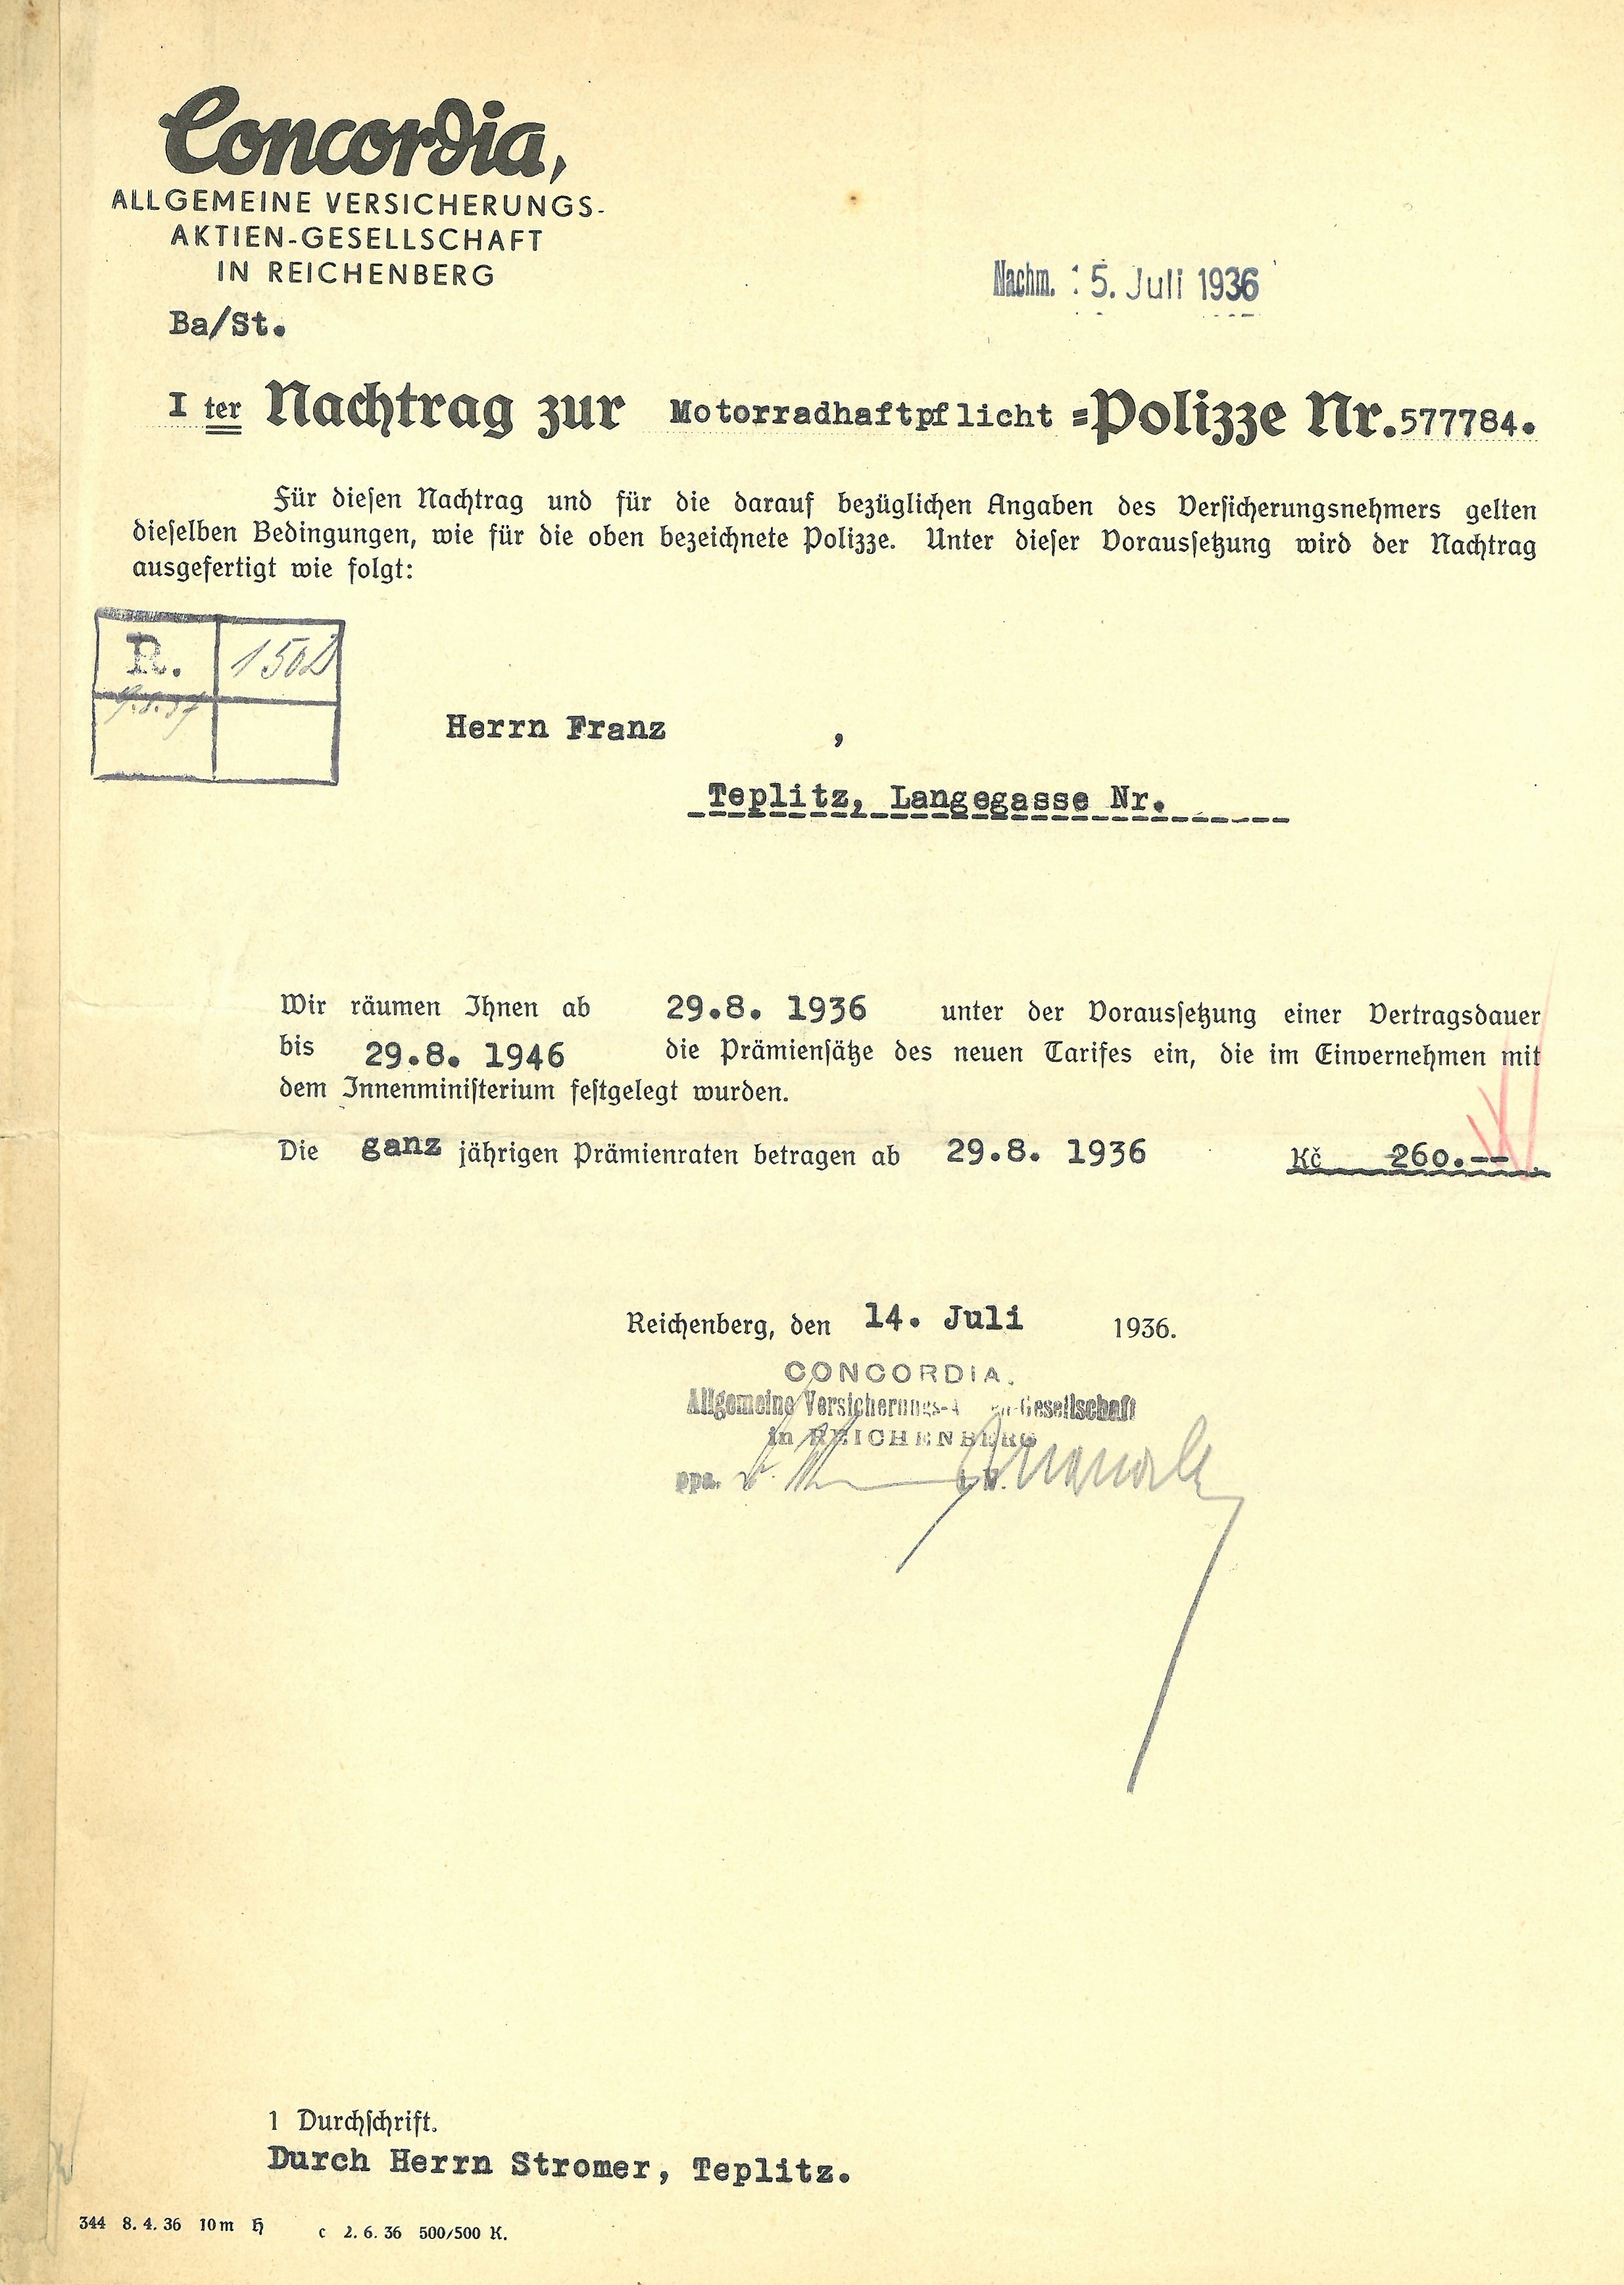 Concordia,
ALLGEMEINE VERSICHERUNGS-
AKTIEN-GESELLSCHAFT
IN REICHENBERG
Nachm. 5. Juli 1936
Ba/St.
I ter Nachtrag zur Motorradhaftpflicht =Polizze Nr. 577784.
Für diesen Nachtrag und für die darauf bezüglichen Angaben des Versicherungsnehmers gelten
dieselben Bedingungen, wie für die oben bezeichnete Polizze. Unter dieser Voraussetzung wird der Nachtrag
ausgefertigt wie folgt:
R.
Herrn Franz ,
Teplitz, Langegasse Nr.
Wir räumen Ihnen ab 29.8. 1936 unter der Voraussetzung einer Vertragsdauer
bis 29.8. 1946 die Prämiensätze des neuen Tarifes ein, die im Einvernehmen mit
dem Innenministerium festgelegt wurden.
Die ganz jährigen Prämienraten betragen ab 29.8. 1936 Kč 260.--.
Reichenberg, den 14. Juli 1936.
CONCORDIA.
Allgemeine Versicherungs- Gesellschaft
in REICHENBERG
ppa. i.V.
1 Durchschrift.
Durch Herrn Stromer, Teplitz.
344 8. 4. 36 10m H c 2. 6. 36 500/500 K.